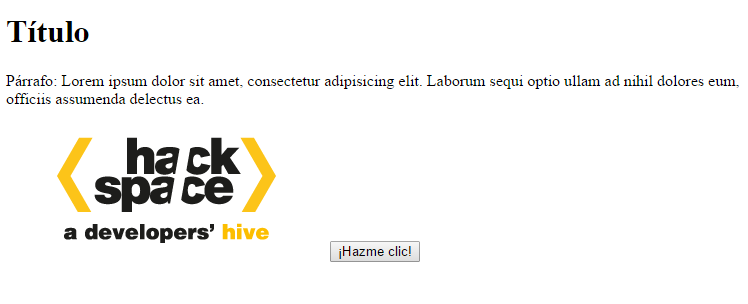 Título
Párrafo: Lorem ipsum dolor sit amet, consectetur adipisicing elit. Laborum sequi optio ullam ad nihil dolores eum,
officiis assumenda delectus ea.
hack
space
a developers' hive
¡Hazme clic!